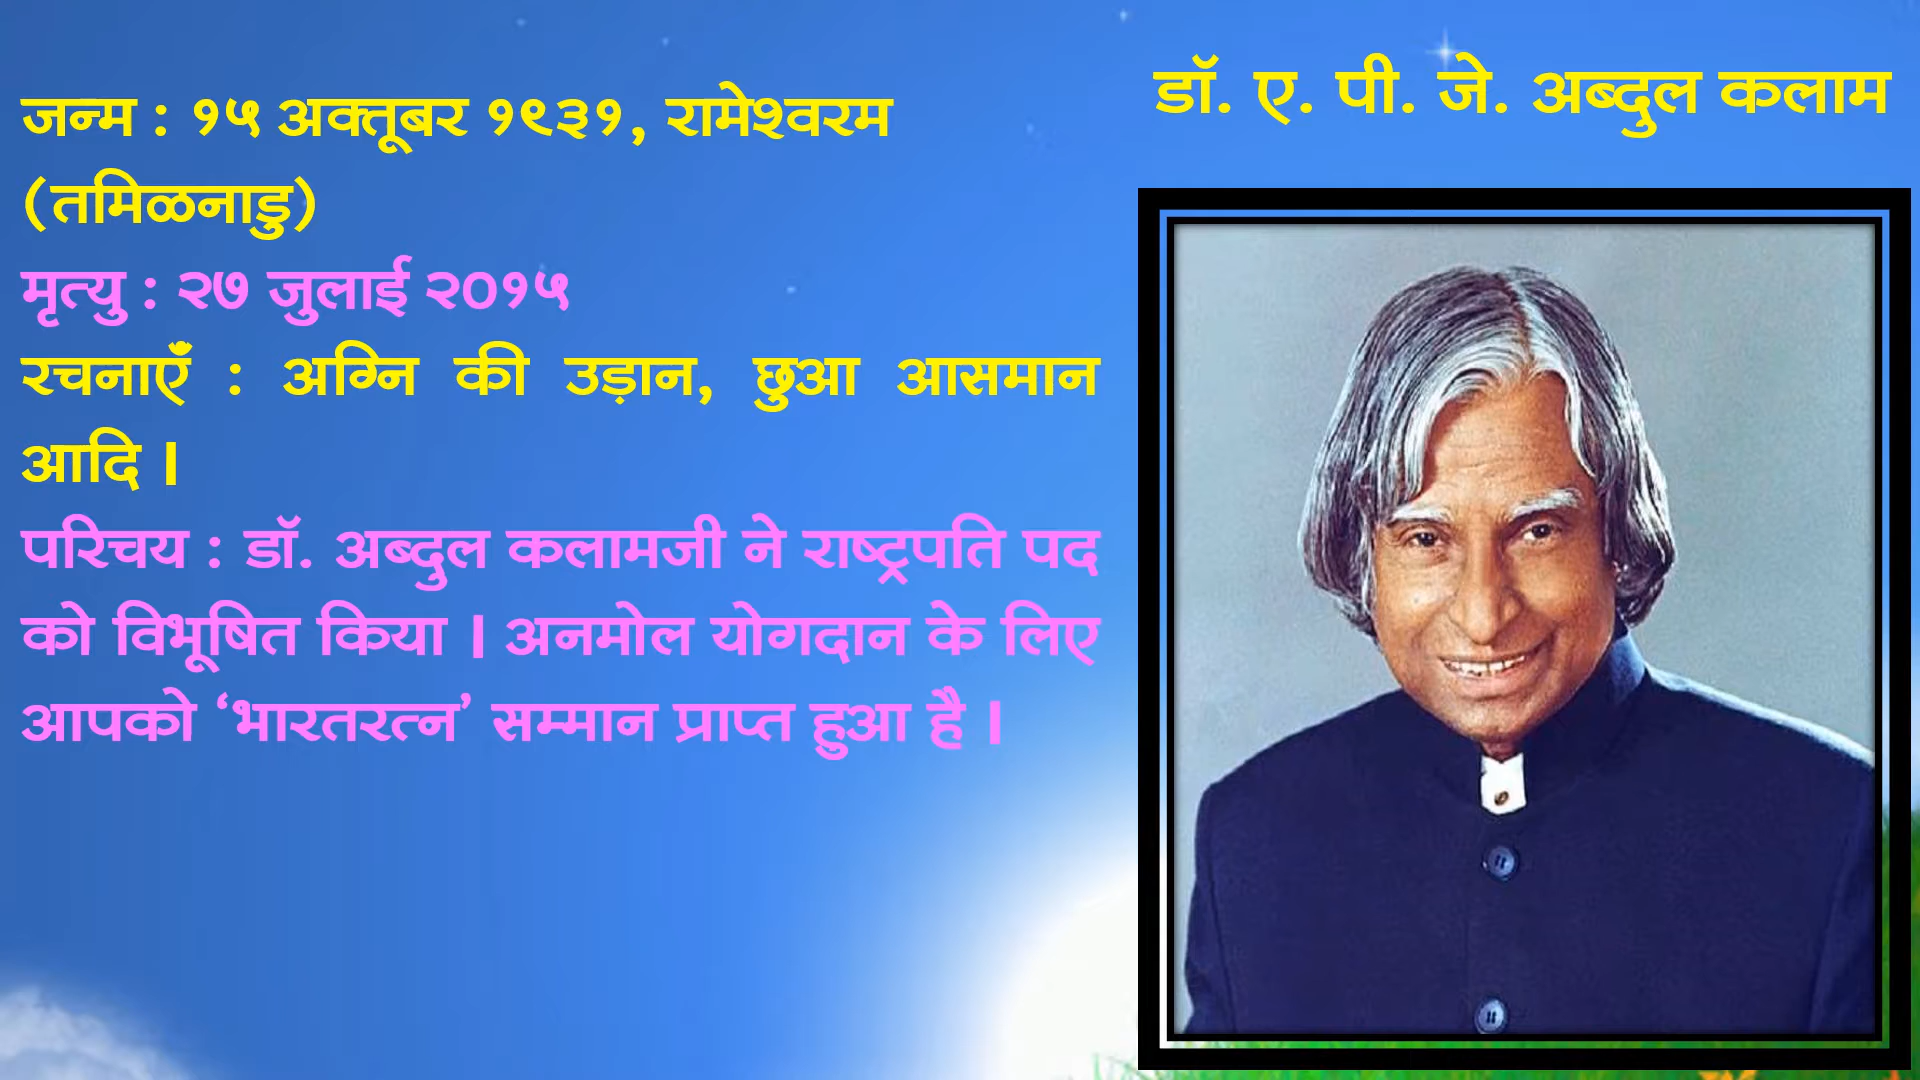 डॉ. ए. पी. जे. अब्दुल कलाम
जन्म : १५ अक्तूबर १९३१, रामेश्वरम
(तमिळनाडु)
मृत्यु : २७ जुलाई २०१५
रचनाएँ : अग्नि की उड़ान, छुआ आसमान
आदि ।
परिचय : डॉ. अब्दुल कलामजी ने राष्ट्रपति पद
को विभूषित किया । अनमोल योगदान के लिए
आपको ‘भारतरत्न’ सम्मान प्राप्त हुआ है ।